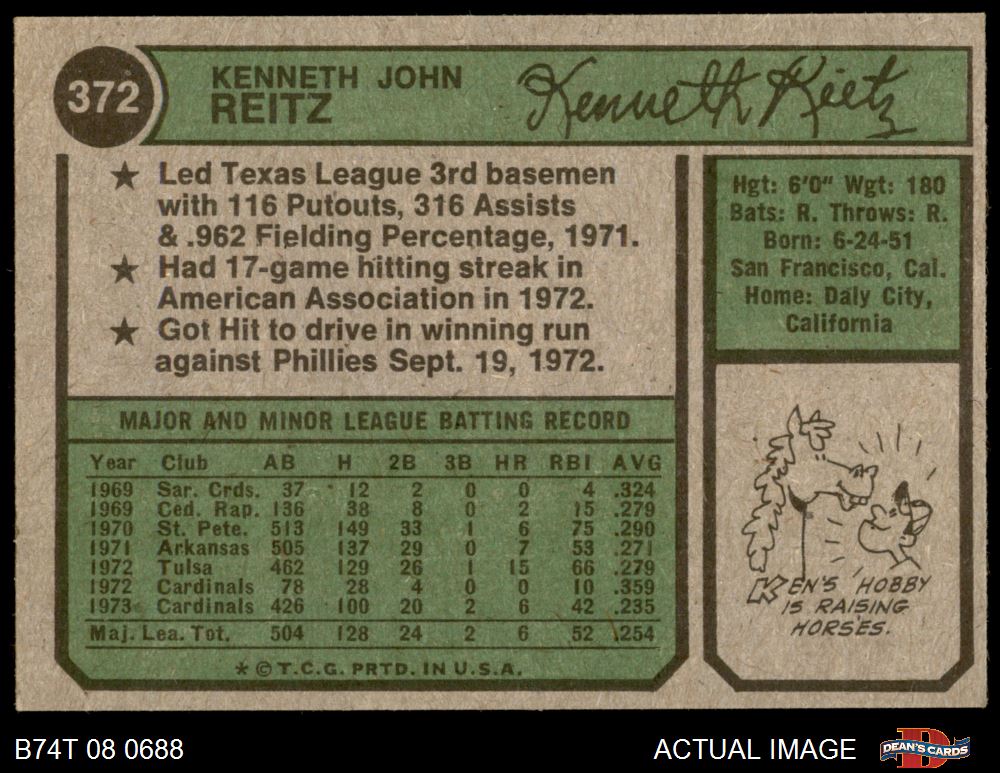 372
KENNETH JOHN
REITZ
Kenneth Reitz
★ Led Texas League 3rd basemen
with 116 Putouts, 316 Assists
& .962 Fielding Percentage, 1971.
★ Had 17-game hitting streak in
American Association in 1972.
★ Got Hit to drive in winning run
against Phillies Sept. 19, 1972.
Hgt: 6'0" Wgt: 180
Bats: R. Throws: R.
Born: 6-24-51
San Francisco, Cal.
Home: Daly City,
California
MAJOR AND MINOR LEAGUE BATTING RECORD
Year Club AB H 2B 3B HR RBI AVG
1969 Sar. Crds. 37 12 2 0 0 4 .324
1969 Ced. Rap. 136 38 8 0 2 15 .279
1970 St. Pete. 513 149 33 1 6 75 .290
1971 Arkansas 505 137 29 0 7 53 .271
1972 Tulsa 462 129 26 1 15 66 .279
1972 Cardinals 78 28 4 0 0 10 .359
1973 Cardinals 426 100 20 2 6 42 .235
Maj. Lea. Tot. 504 128 24 2 6 52 .254
* © T.C.G. PRTD. IN U.S.A.
KEN'S HOBBY
IS RAISING
HORSES.
B74T 08 0688
ACTUAL IMAGE
DEAN'S CARDS